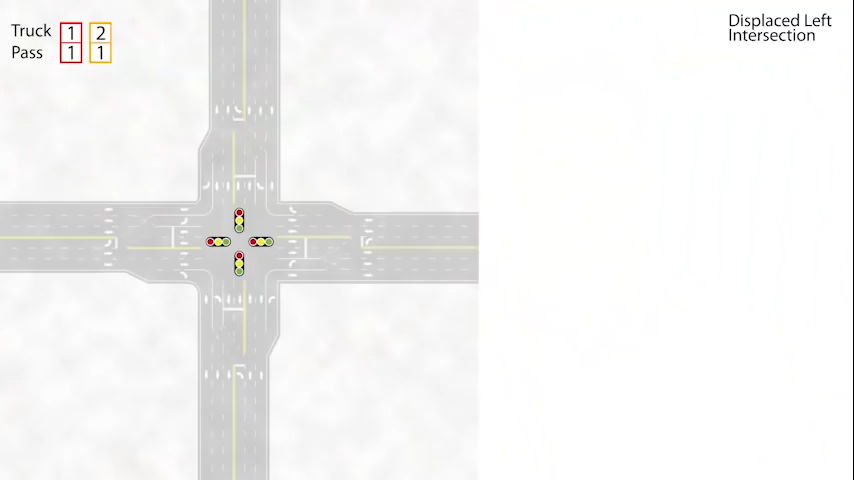 Truck 1 2
Pass 1 1
Displaced Left
Intersection